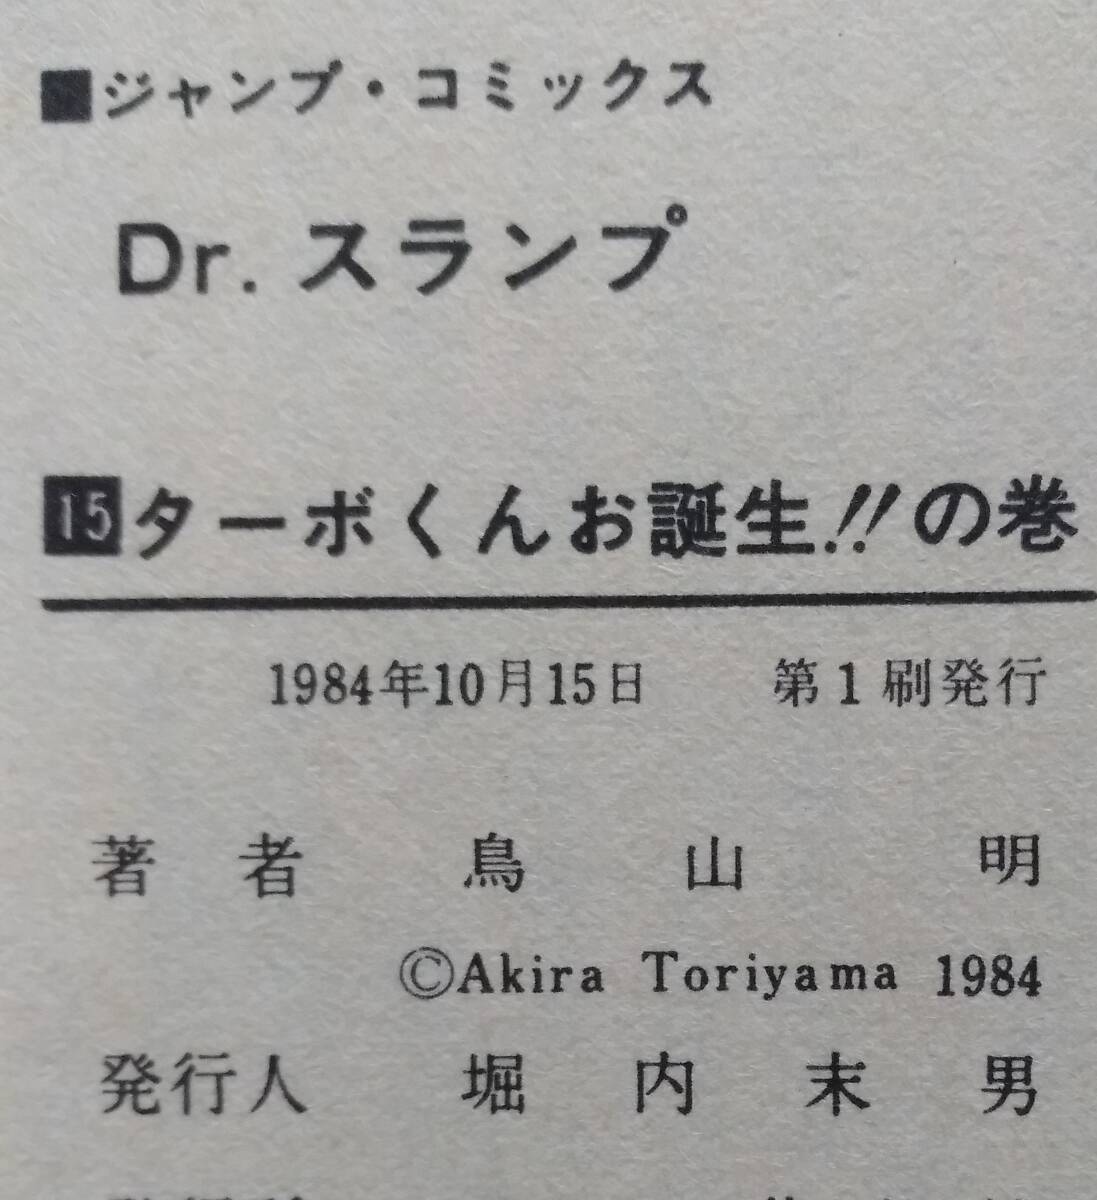 ■ジャンプ・コミックス
Dr. スランプ
15 ターボくんお誕生!!の巻
1984年10月15日 第1刷発行
著者 鳥山明
©Akira Toriyama 1984
発行人 堀内末男